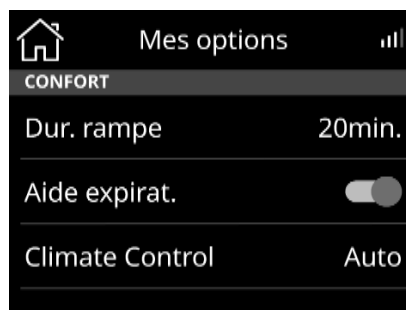 Mes options
CONFORT
Dur. rampe 20min.
Aide expirat.
Climate Control Auto